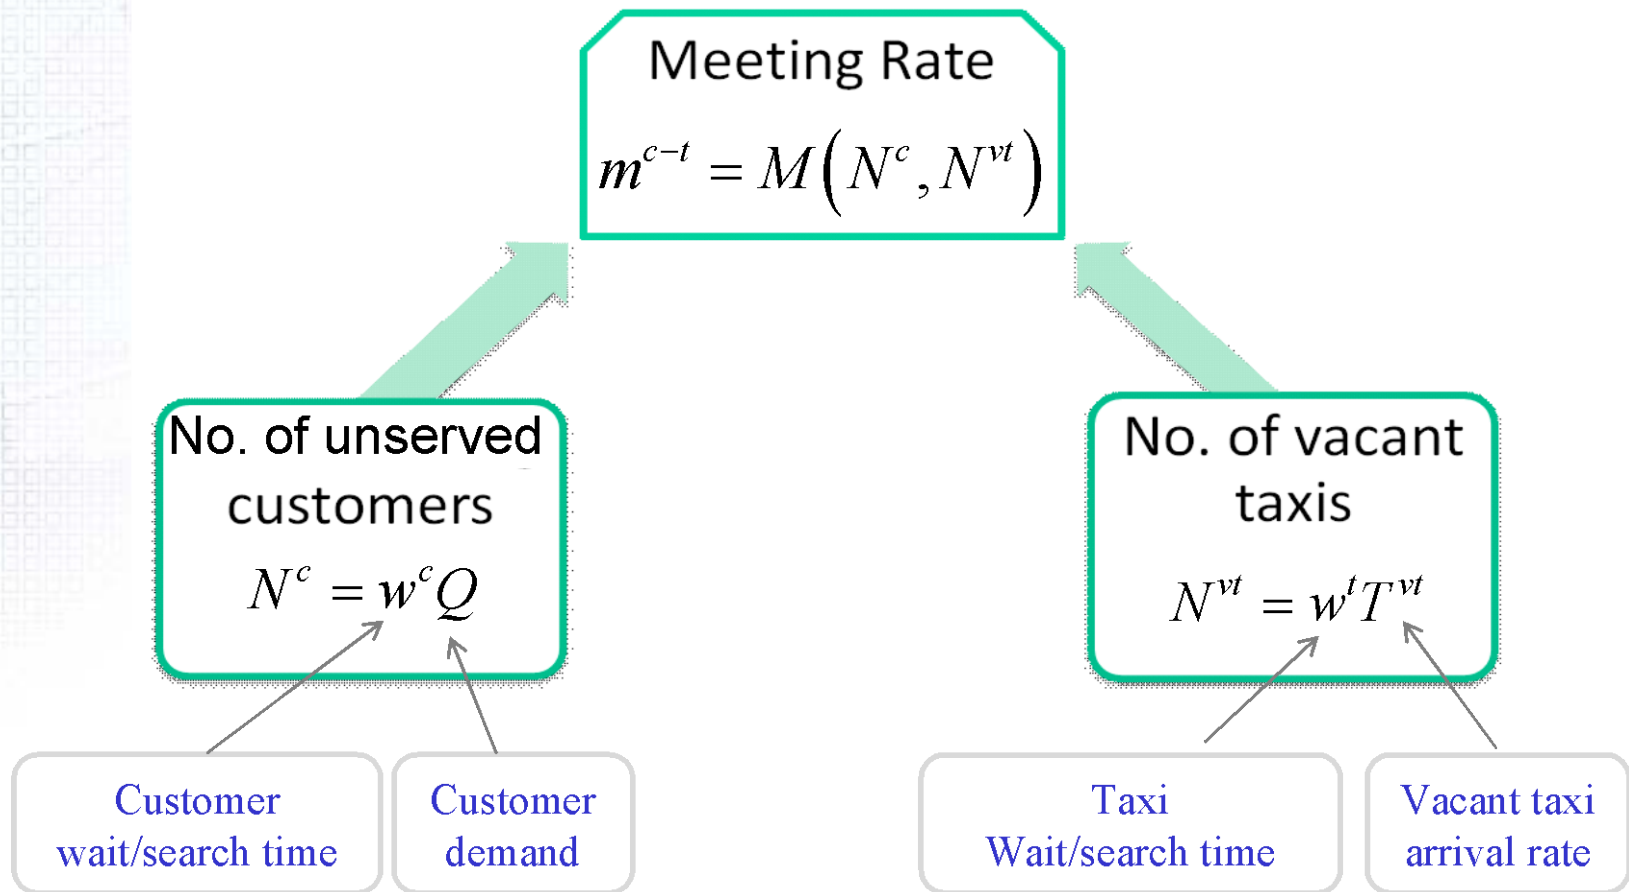 Meeting Rate
m^{c-t} = M(N^c, N^{vt})
No. of unserved
customers
N^c = w^c Q
No. of vacant
taxis
N^{vt} = w^t T^{vt}
Customer
wait/search time
Customer
demand
Taxi
Wait/search time
Vacant taxi
arrival rate